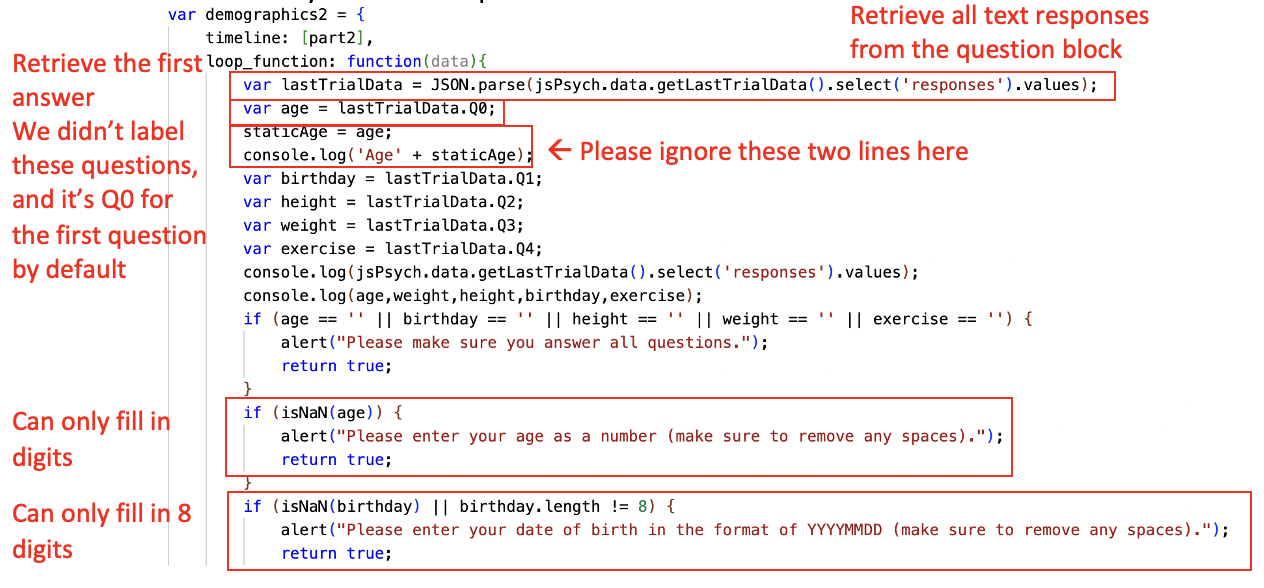 var demographics2 = {
Retrieve all text responses
from the question block
timeline: [part2],
loop_function: function(data){
Retrieve the first
answer
We didn't label
these questions,
and it's Q0 for
the first question
by default
var lastTrialData = JSON.parse(jsPsych.data.getLastTrialData().select('responses').values);
var age = lastTrialData.Q0;
staticAge = age;
console.log('Age' + staticAge);
← Please ignore these two lines here
var birthday = lastTrialData.Q1;
var height = lastTrialData.Q2;
var weight = lastTrialData.Q3;
var exercise = lastTrialData.Q4;
console.log(jsPsych.data.getLastTrialData().select('responses').values);
console.log(age,weight,height,birthday,exercise);
if (age == '' || birthday == '' || height == '' || weight == '' || exercise == '') {
alert("Please make sure you answer all questions.");
return true;
}
Can only fill in
digits
if (isNaN(age)) {
alert("Please enter your age as a number (make sure to remove any spaces).");
return true;
}
Can only fill in 8
digits
if (isNaN(birthday) || birthday.length != 8) {
alert("Please enter your date of birth in the format of YYYYMMDD (make sure to remove any spaces).");
return true;